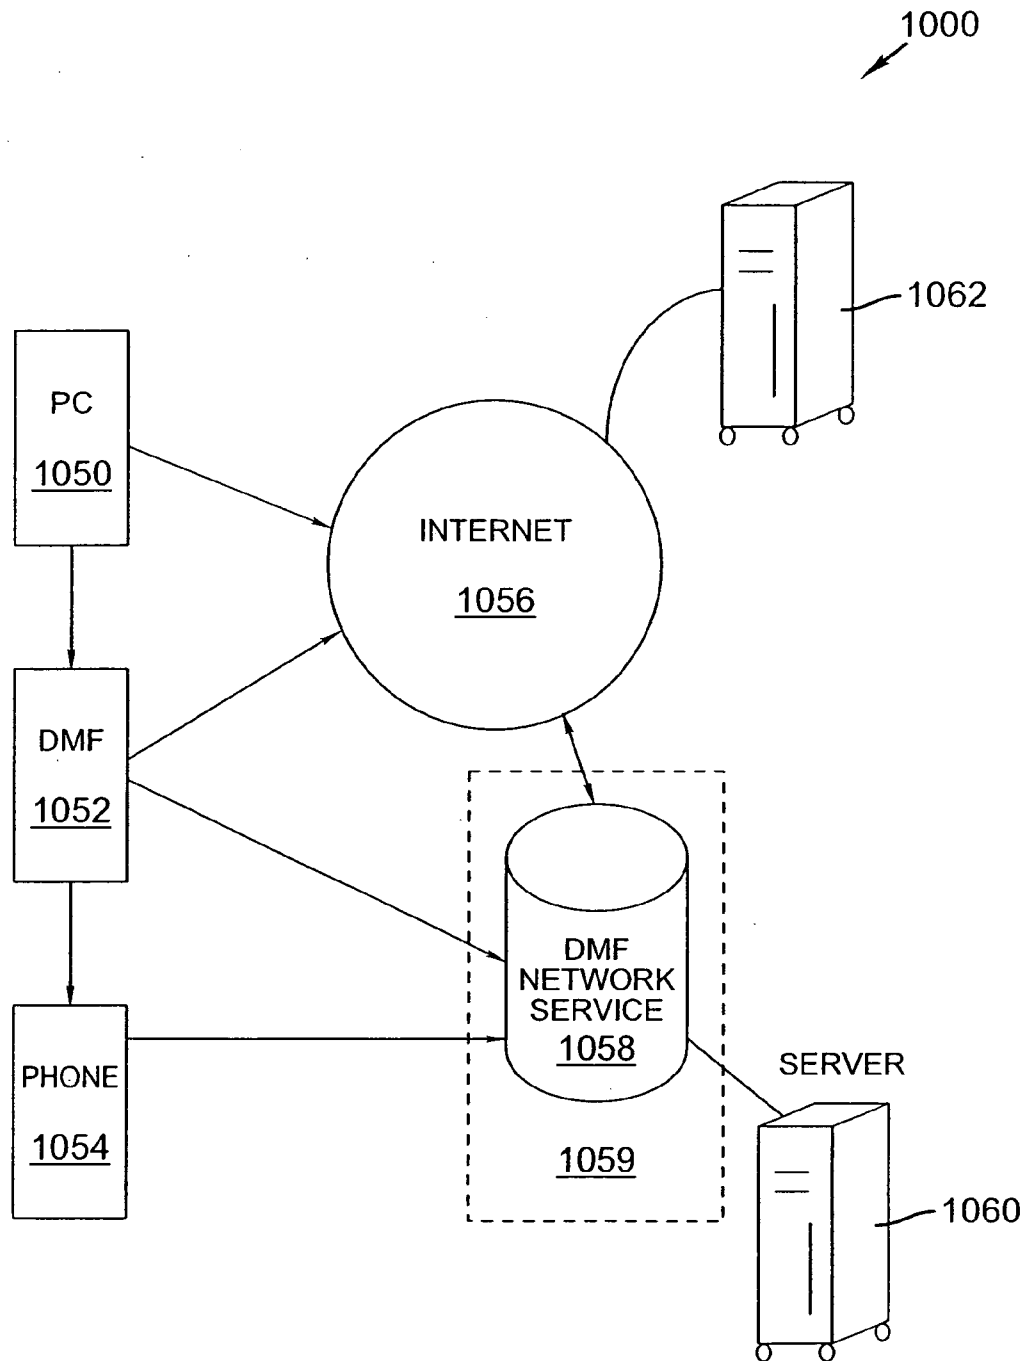 1000
1062
PC
1050
INTERNET
1056
DMF
1052
DMF
NETWORK
SERVICE
1058
SERVER
PHONE
1054
1059
1060